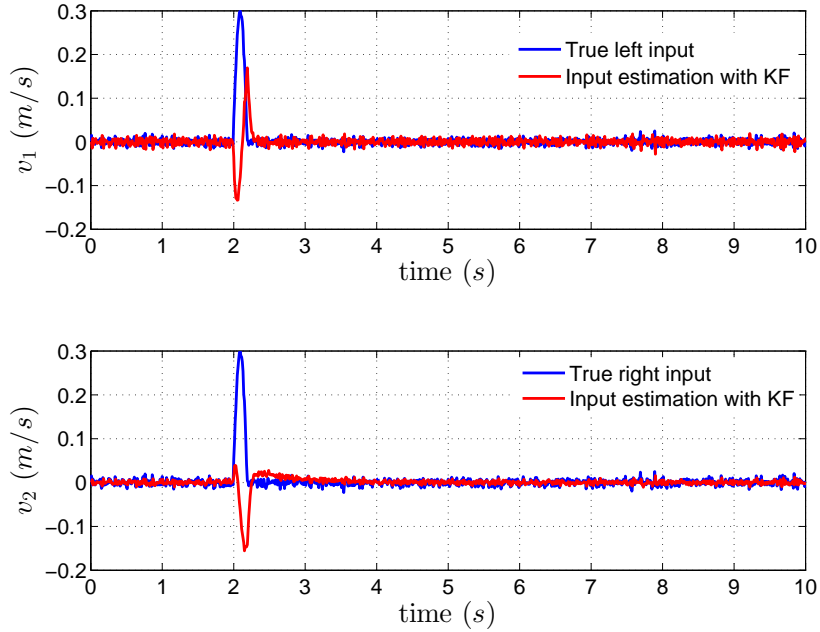 0.3
0.2
0.1
0
−0.1
−0.2
v1 (m/s)
True left input
Input estimation with KF
0 1 2 3 4 5 6 7 8 9 10
time (s)
0.3
0.2
0.1
0
−0.1
−0.2
v2 (m/s)
True right input
Input estimation with KF
0 1 2 3 4 5 6 7 8 9 10
time (s)